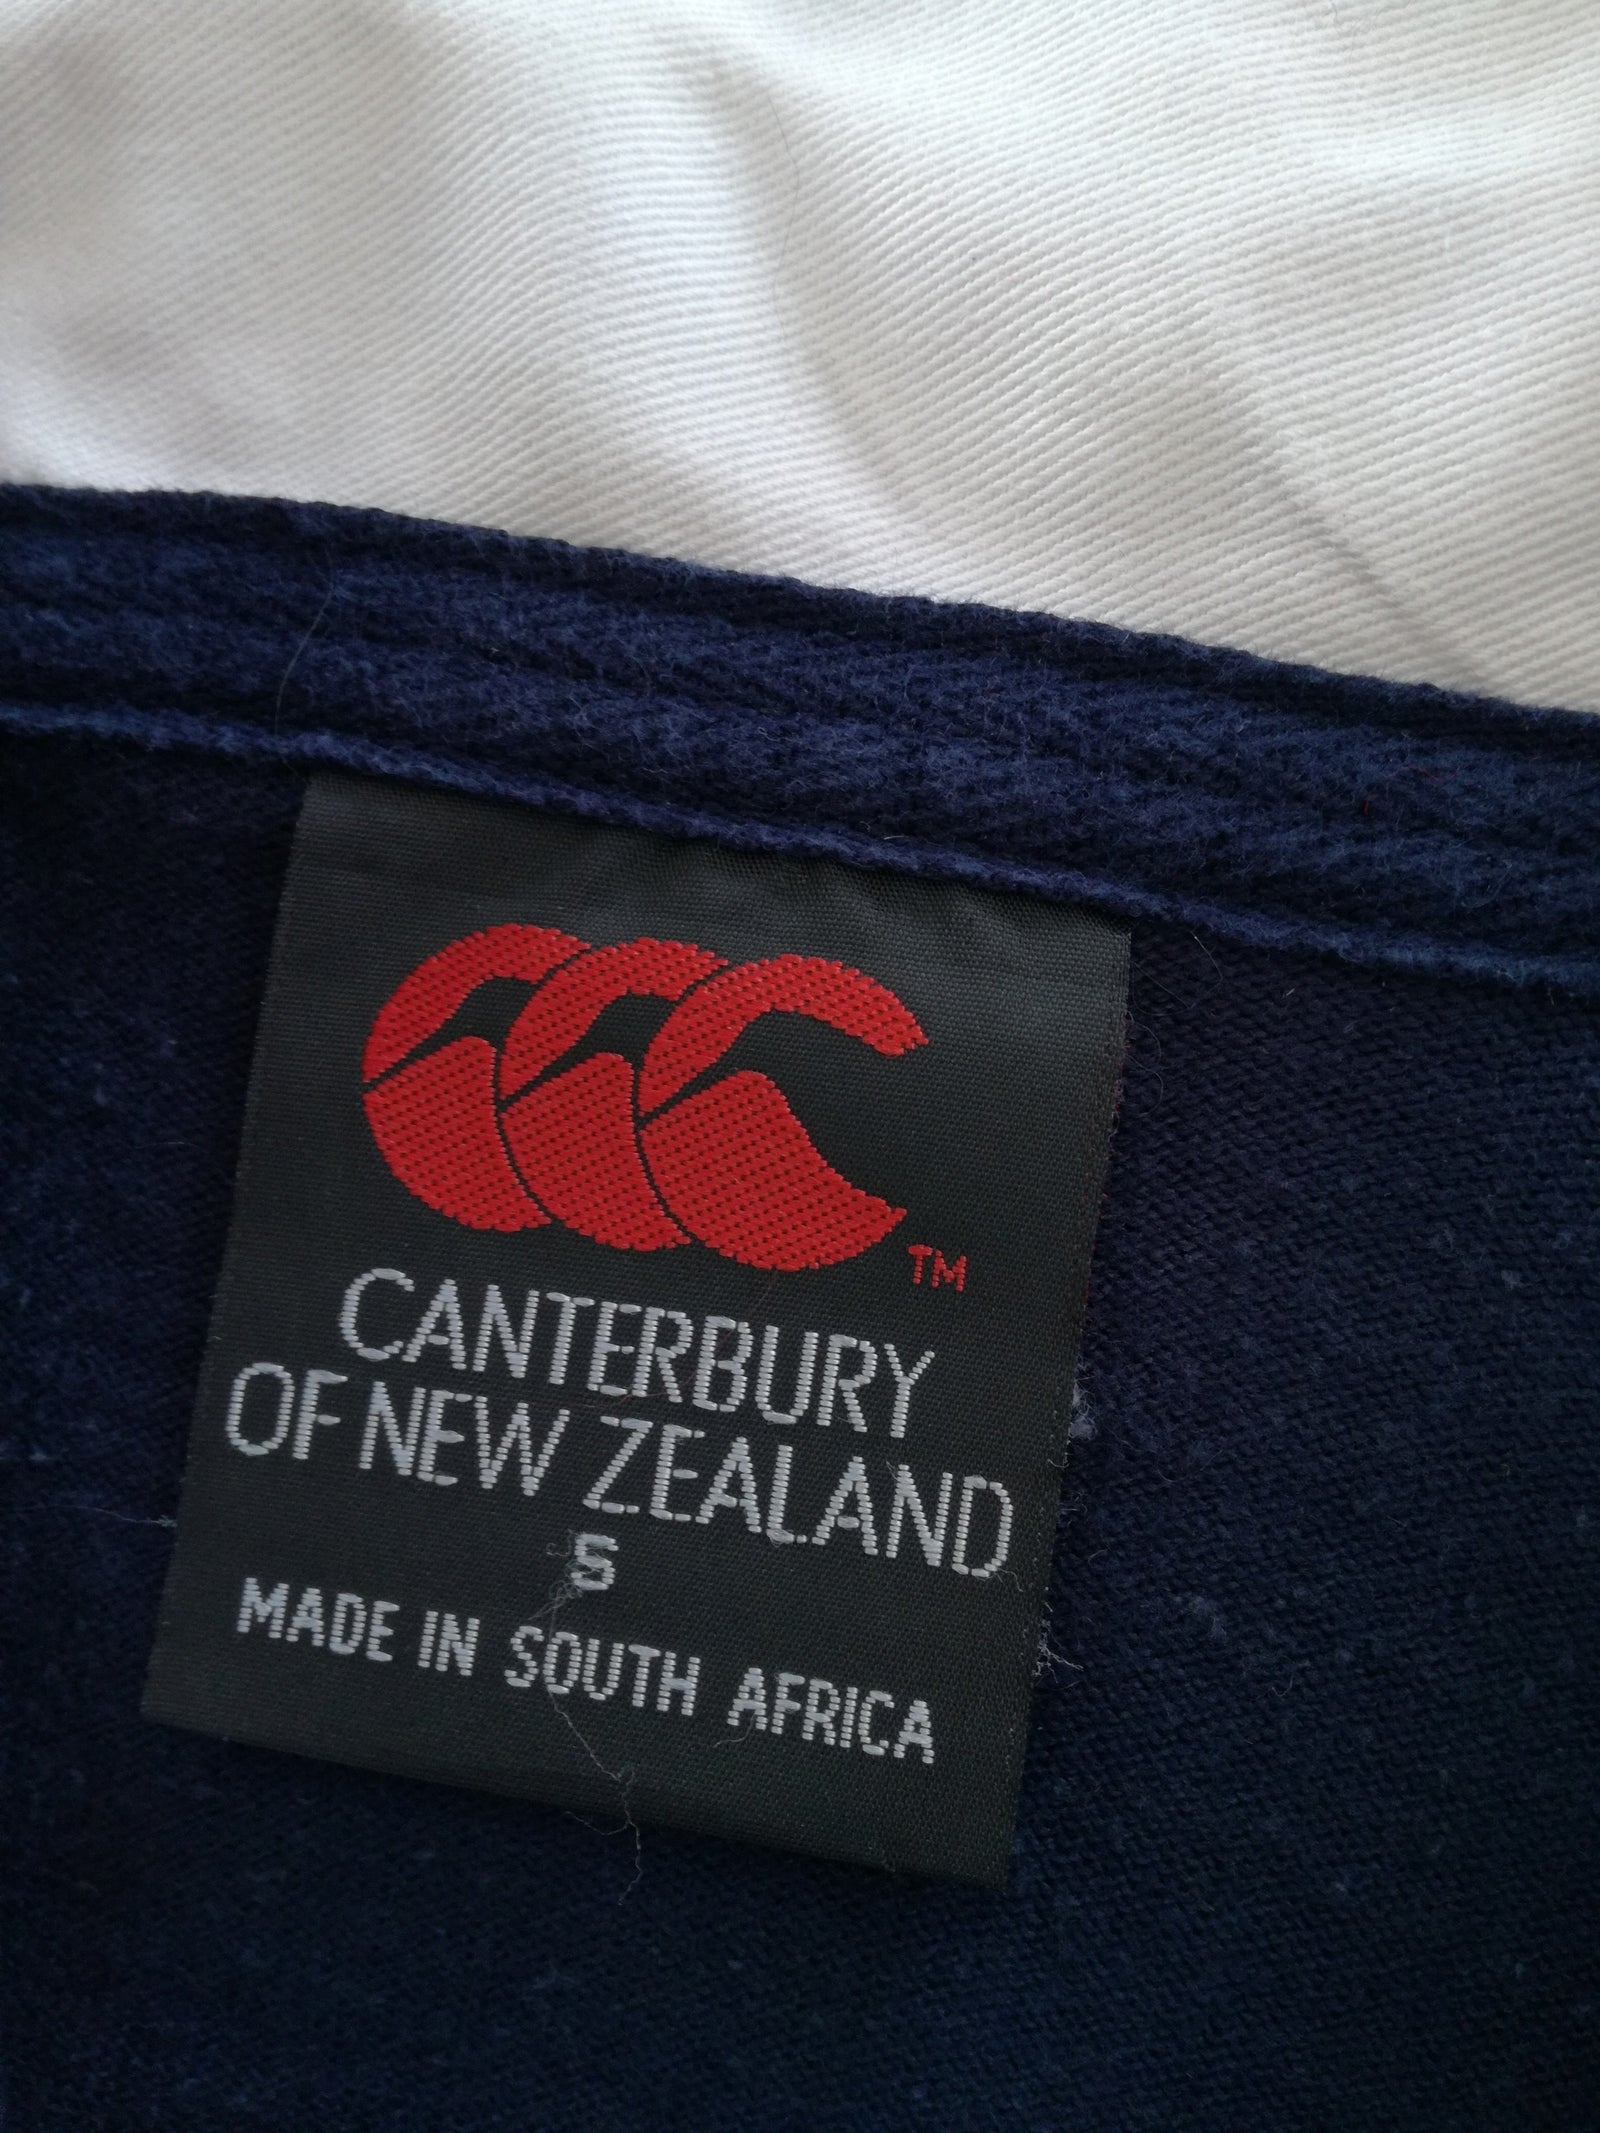 TM
CANTERBURY
OF NEW ZEALAND
S
MADE IN SOUTH AFRICA